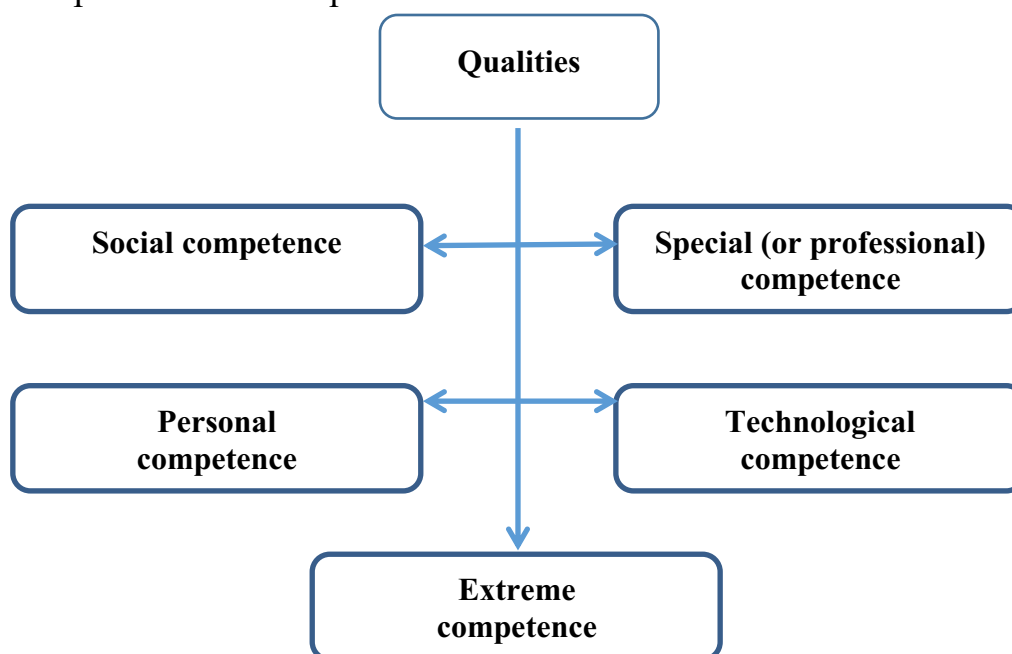 Qualities
Social competence
Special (or professional)
competence
Personal
competence
Technological
competence
Extreme
competence